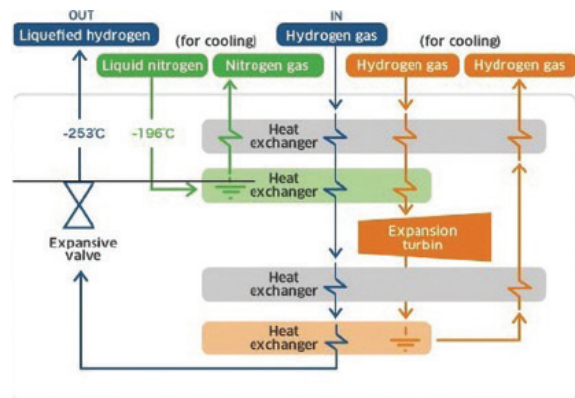 OUT
IN
Liquefied hydrogen
(for cooling)
Hydrogen gas
(for cooling)
Liquid nitrogen
Nitrogen gas
Hydrogen gas
Hydrogen gas
-253℃
-196℃
Heat
exchanger
Heat
exchanger
Expansive
valve
Expansion
turbin
Heat
exchanger
Heat
exchanger